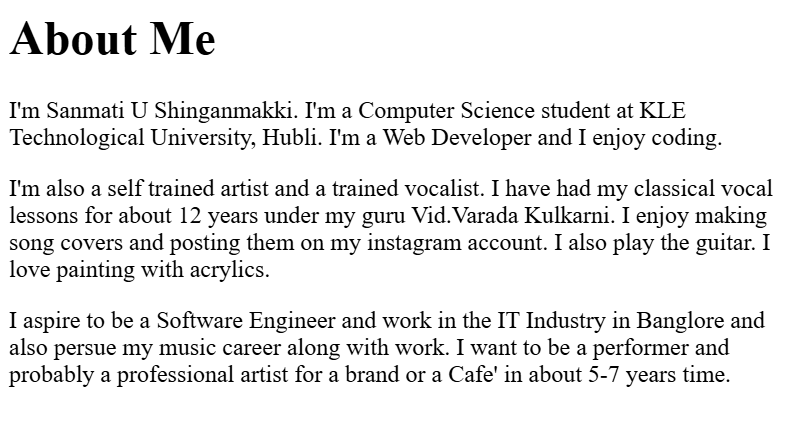 About Me
I'm Sanmati U Shinganmakki. I'm a Computer Science student at KLE
Technological University, Hubli. I'm a Web Developer and I enjoy coding.
I'm also a self trained artist and a trained vocalist. I have had my classical vocal
lessons for about 12 years under my guru Vid.Varada Kulkarni. I enjoy making
song covers and posting them on my instagram account. I also play the guitar. I
love painting with acrylics.
I aspire to be a Software Engineer and work in the IT Industry in Banglore and
also persue my music career along with work. I want to be a performer and
probably a professional artist for a brand or a Cafe' in about 5-7 years time.